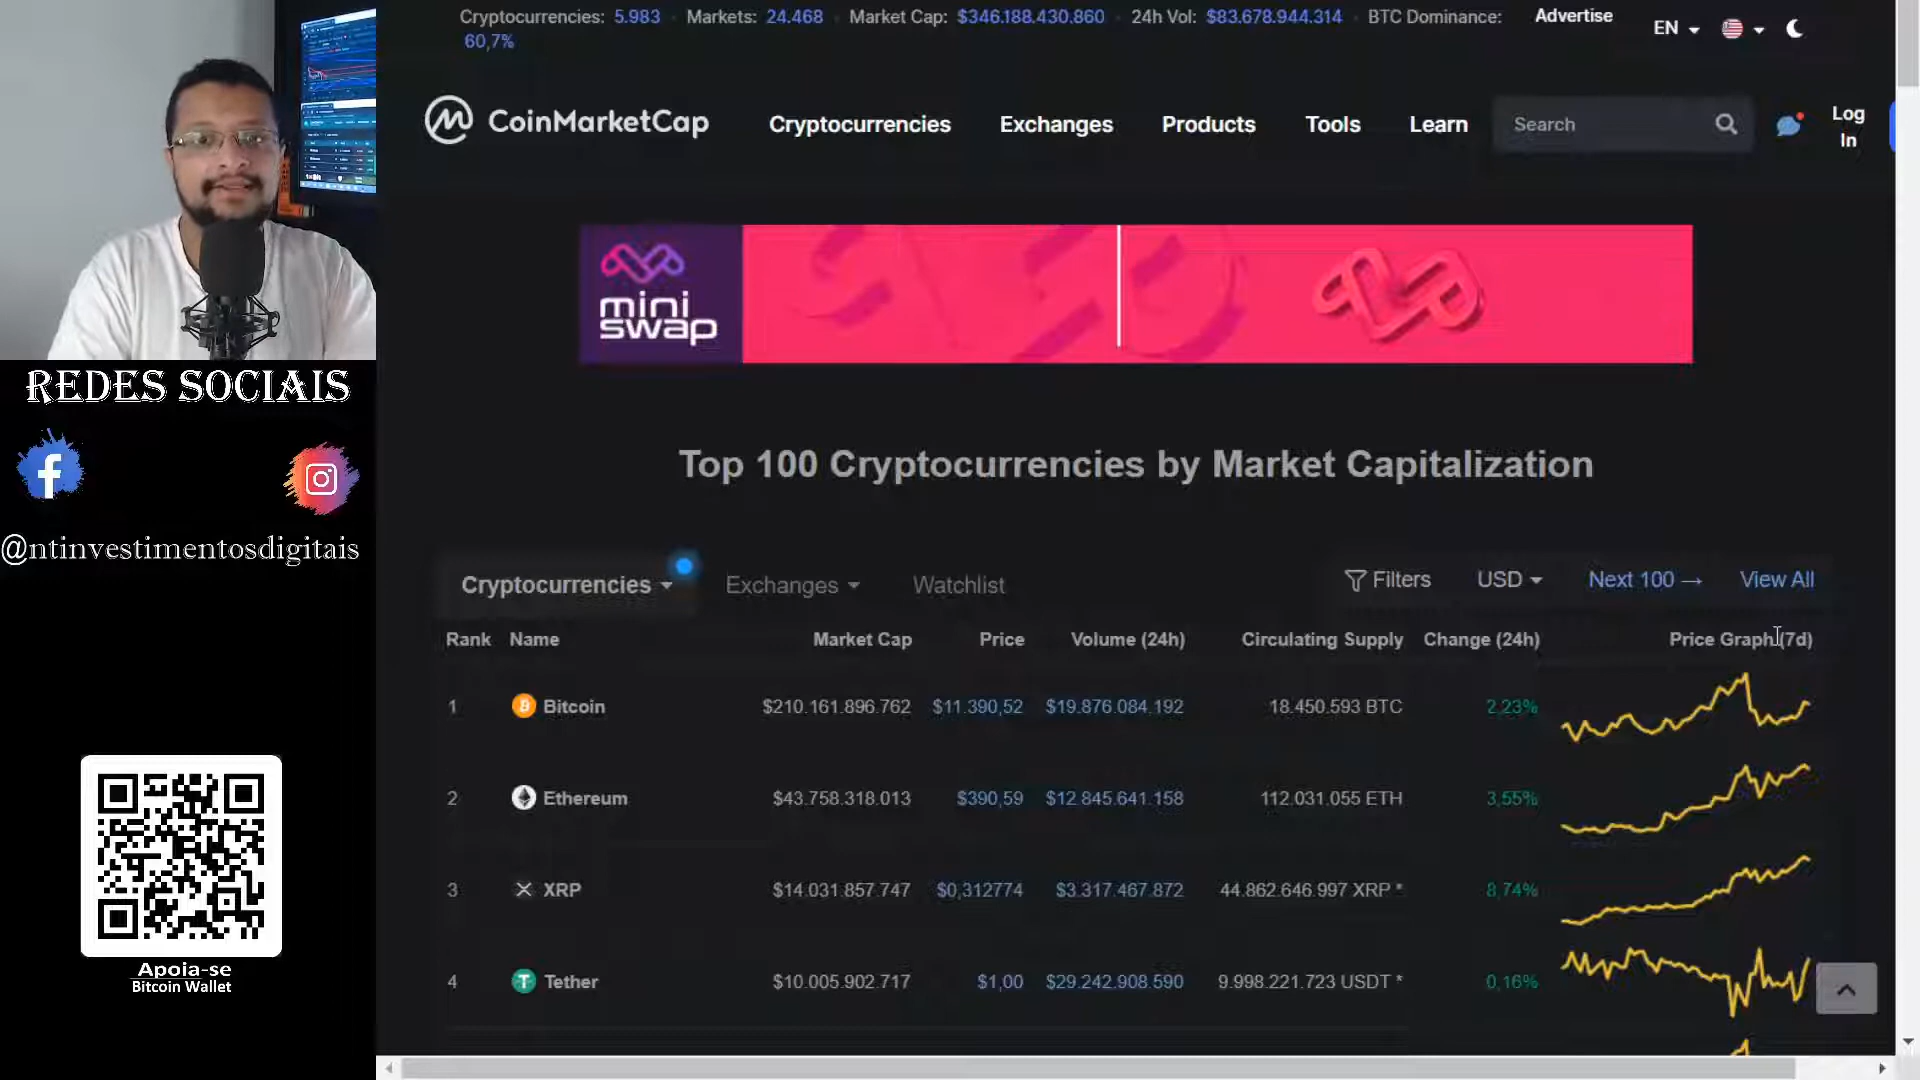 Cryptocurrencies: 5.983 Markets: 24.468 Market Cap: $346.188.430.860 24h Vol: $83.678.944.314 BTC Dominance:
60,7%
Advertise
EN
CoinMarketCap
Cryptocurrencies Exchanges Products Tools Learn
Search
Log
In
mini
swap
REDES SOCIAIS
@ntinvestimentosdigitais
Apoia-se
Bitcoin Wallet
Top 100 Cryptocurrencies by Market Capitalization
Cryptocurrencies Exchanges Watchlist Filters USD Next 100 → View All
Rank Name Market Cap Price Volume (24h) Circulating Supply Change (24h) Price Graph (7d)
1 Bitcoin $210.161.896.762 $11.390,52 $19.876.084.192 18.450.593 BTC 2,23%
2 Ethereum $43.758.318.013 $390,59 $12.845.641.158 112.031.055 ETH 3,55%
3 XRP $14.031.857.747 $0,312774 $3.317.467.872 44.862.646.997 XRP * 8,74%
4 Tether $10.005.902.717 $1,00 $29.242.908.590 9.998.221.723 USDT * 0,16%